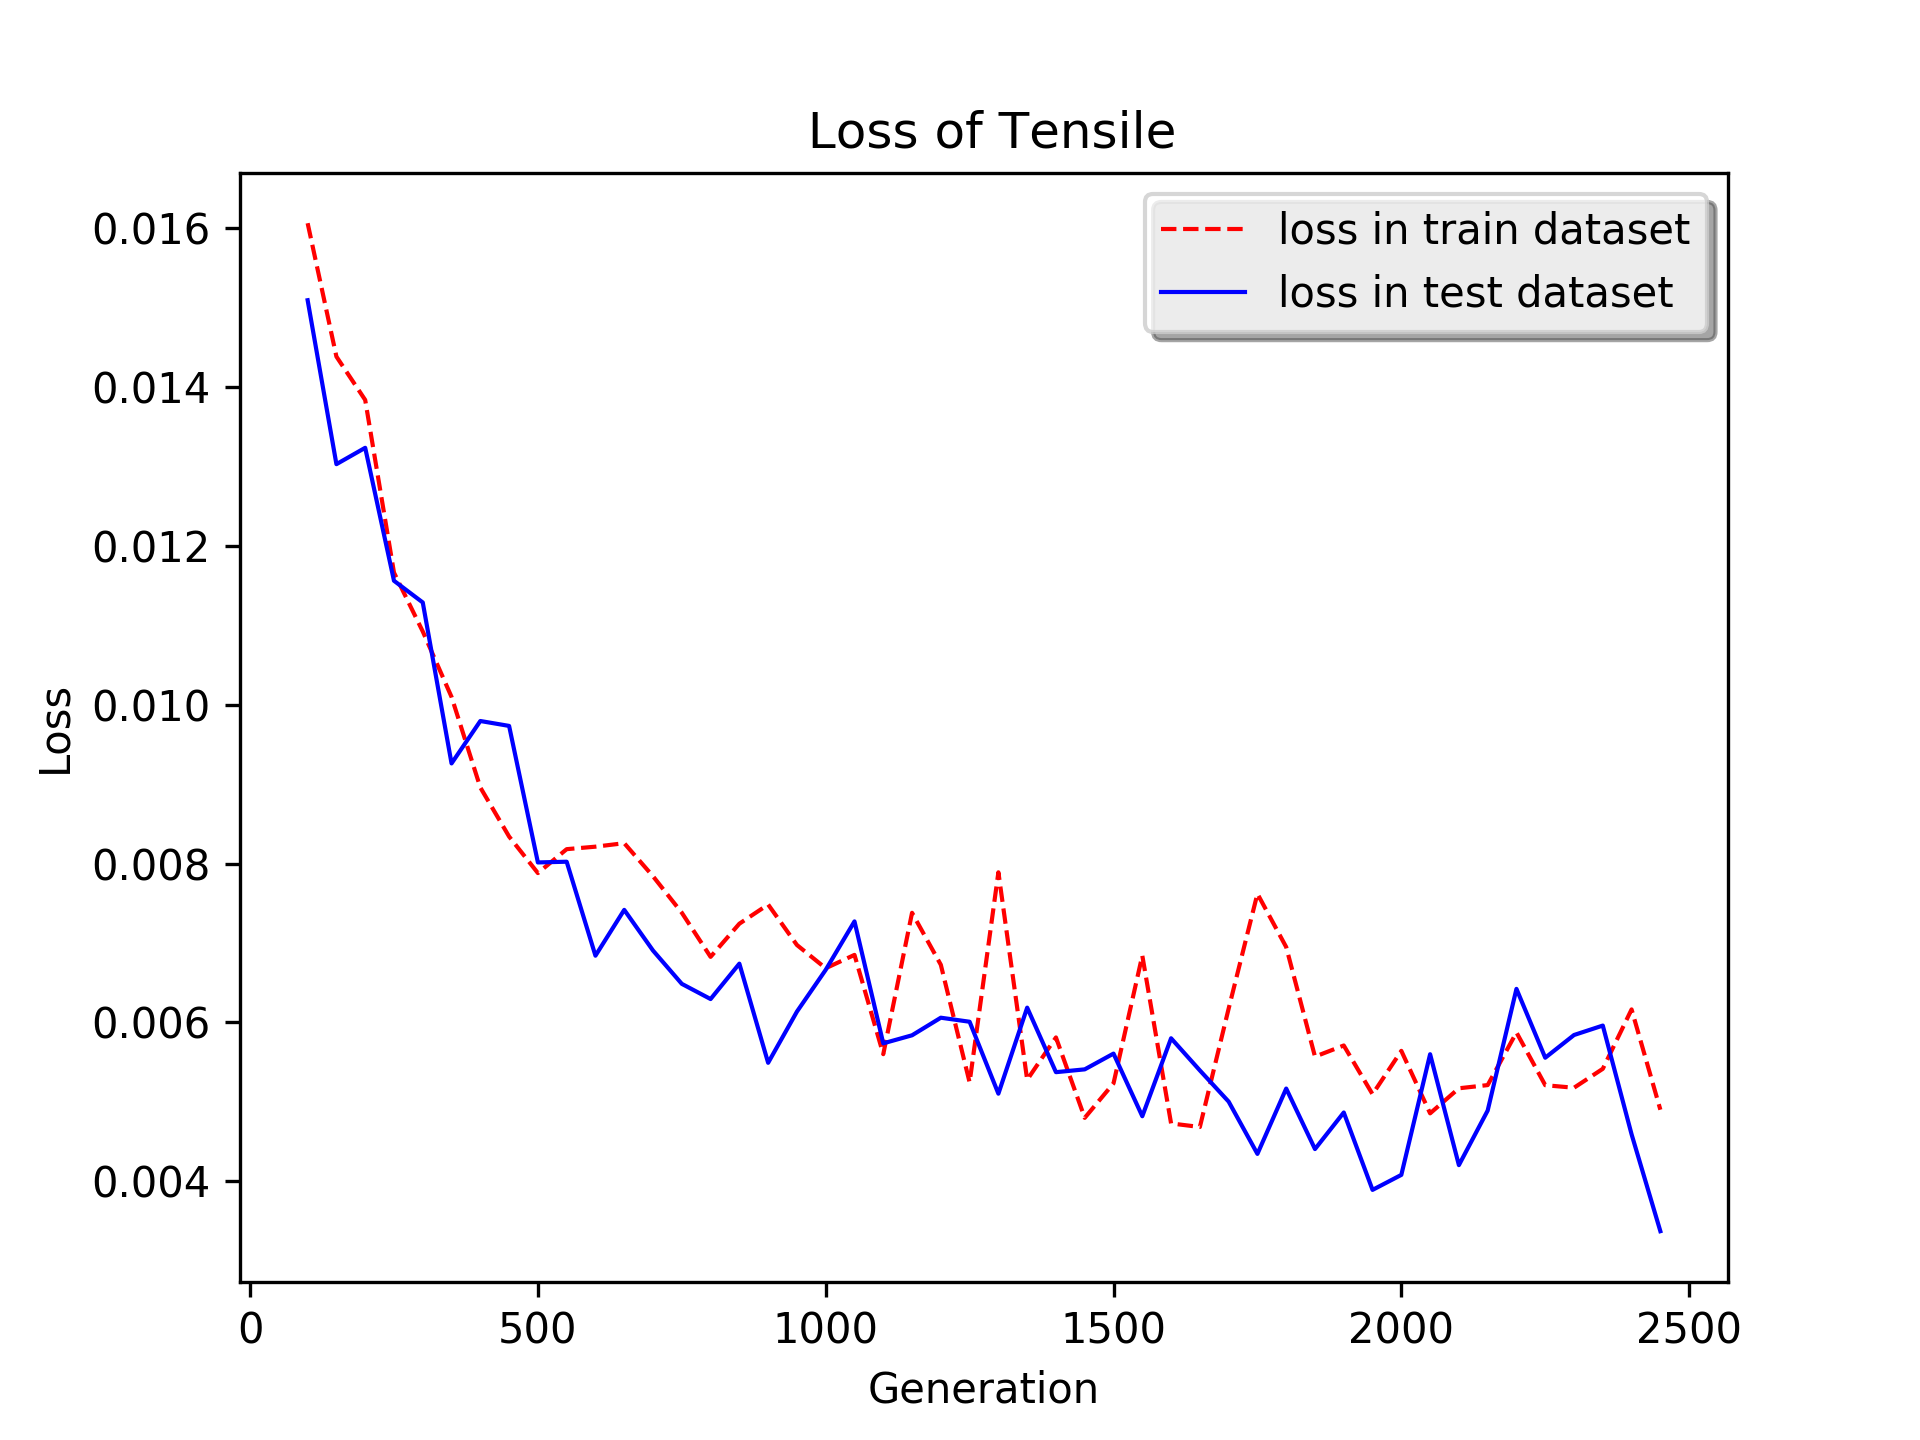 Loss of Tensile
loss in train dataset
loss in test dataset
0.016
0.014
0.012
0.010
0.008
0.006
0.004
Loss
0 500 1000 1500 2000 2500
Generation